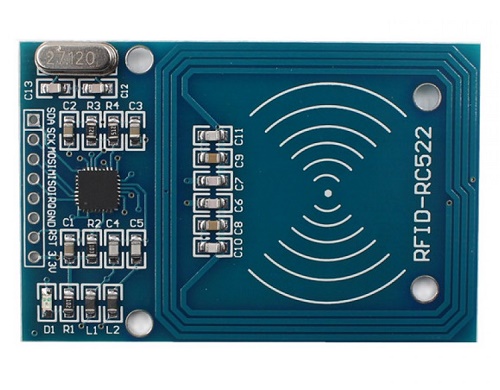 27.120
C13
C12
C2 R3 R4 C3
SDA
SCK
MOSI
MISO
IRQ
GND
RST
3.3V
C1 R2 C4 C5
D1 R1 L1 L2
C11
C9
C7
C6
C8
C10
RFID-RC522